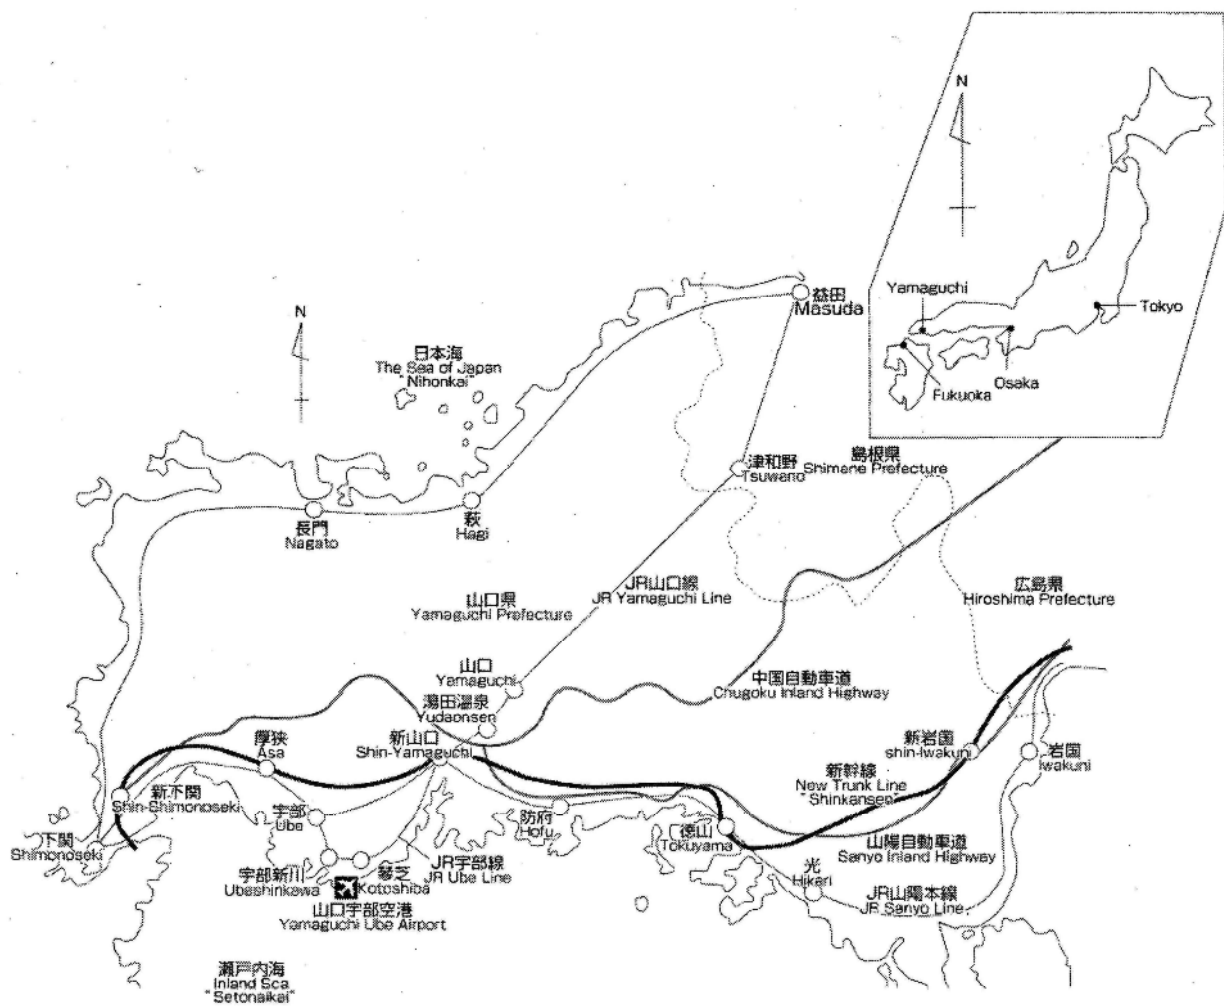 N
Yamaguchi
Tokyo
Osaka
Fukuoka
N
日本海
The Sea of Japan
"Nihonkai"
益田
Masuda
津和野
Tsuwano
島根県
Shimane Prefecture
長門
Nagato
萩
Hagi
山口県
Yamaguchi Prefecture
JR山口線
JR Yamaguchi Line
広島県
Hiroshima Prefecture
山口
Yamaguchi
湯田温泉
Yudaonsen
中国自動車道
Chugoku Inland Highway
厚狭
Asa
新山口
Shin-Yamaguchi
新岩国
shin-Iwakuni
岩国
Iwakuni
新下関
Shin-Shimonoseki
新幹線
New Trunk Line
"Shinkansen"
宇部
Ube
防府
Hofu
徳山
Tokuyama
下関
Shimonoseki
山陽自動車道
Sanyo Inland Highway
宇部新川
Ubeshinkawa
琴芝
Kotoshiba
JR宇部線
JR Ube Line
光
Hikari
JR山陽本線
JR Sanyo Line
山口宇部空港
Yamaguchi Ube Airport
瀬戸内海
Inland Sea
"Setonaikai"